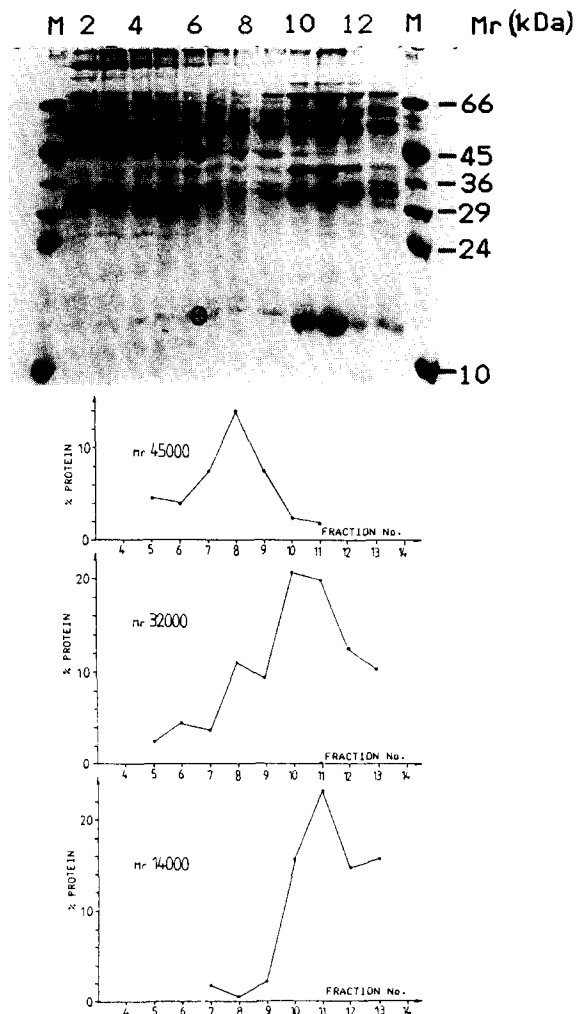 M 2 4 6 8 10 12 M Mr (kDa)
-66
-45
-36
-29
-24
-10
% PROTEIN
10
0
Mr 45000
FRACTION No.
4 5 6 7 8 9 10 11 12 13 14
% PROTEIN
20
10
0
Mr 32000
FRACTION No.
4 5 6 7 8 9 10 11 12 13 14
% PROTEIN
20
10
0
Mr 14000
FRACTION No.
4 5 6 7 8 9 10 11 12 13 14